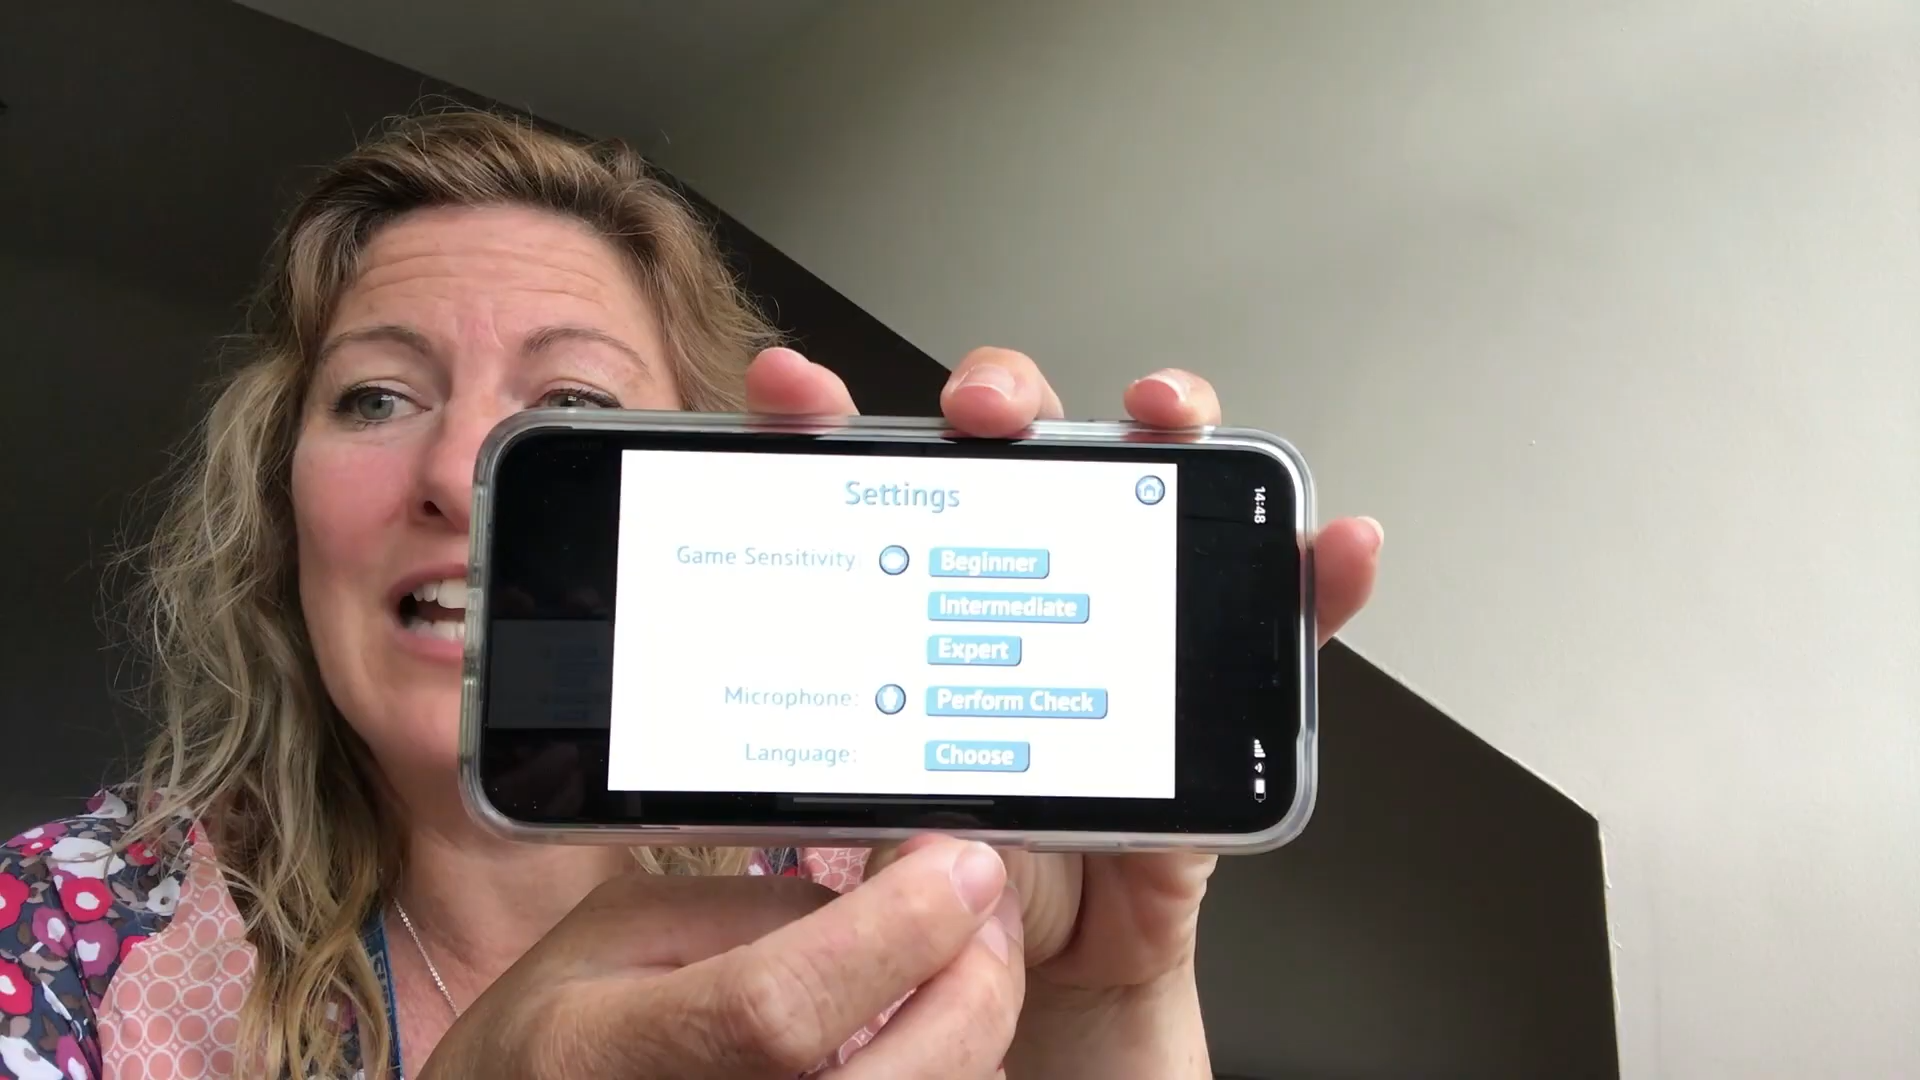 Settings
Game Sensitivity: Beginner
Intermediate
Expert
Microphone: Perform Check
Language: Choose
14:48